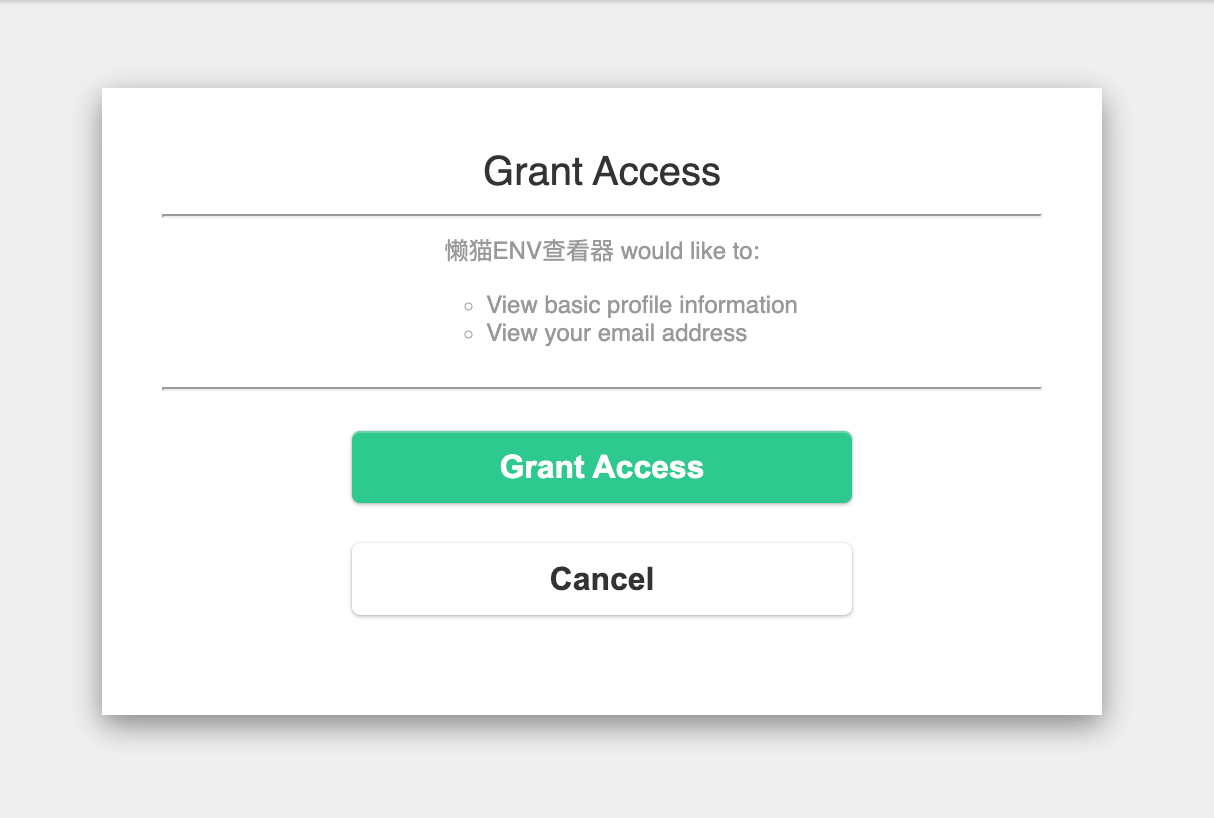 Grant Access
懒猫ENV查看器 would like to:
View basic profile information
View your email address
Grant Access
Cancel